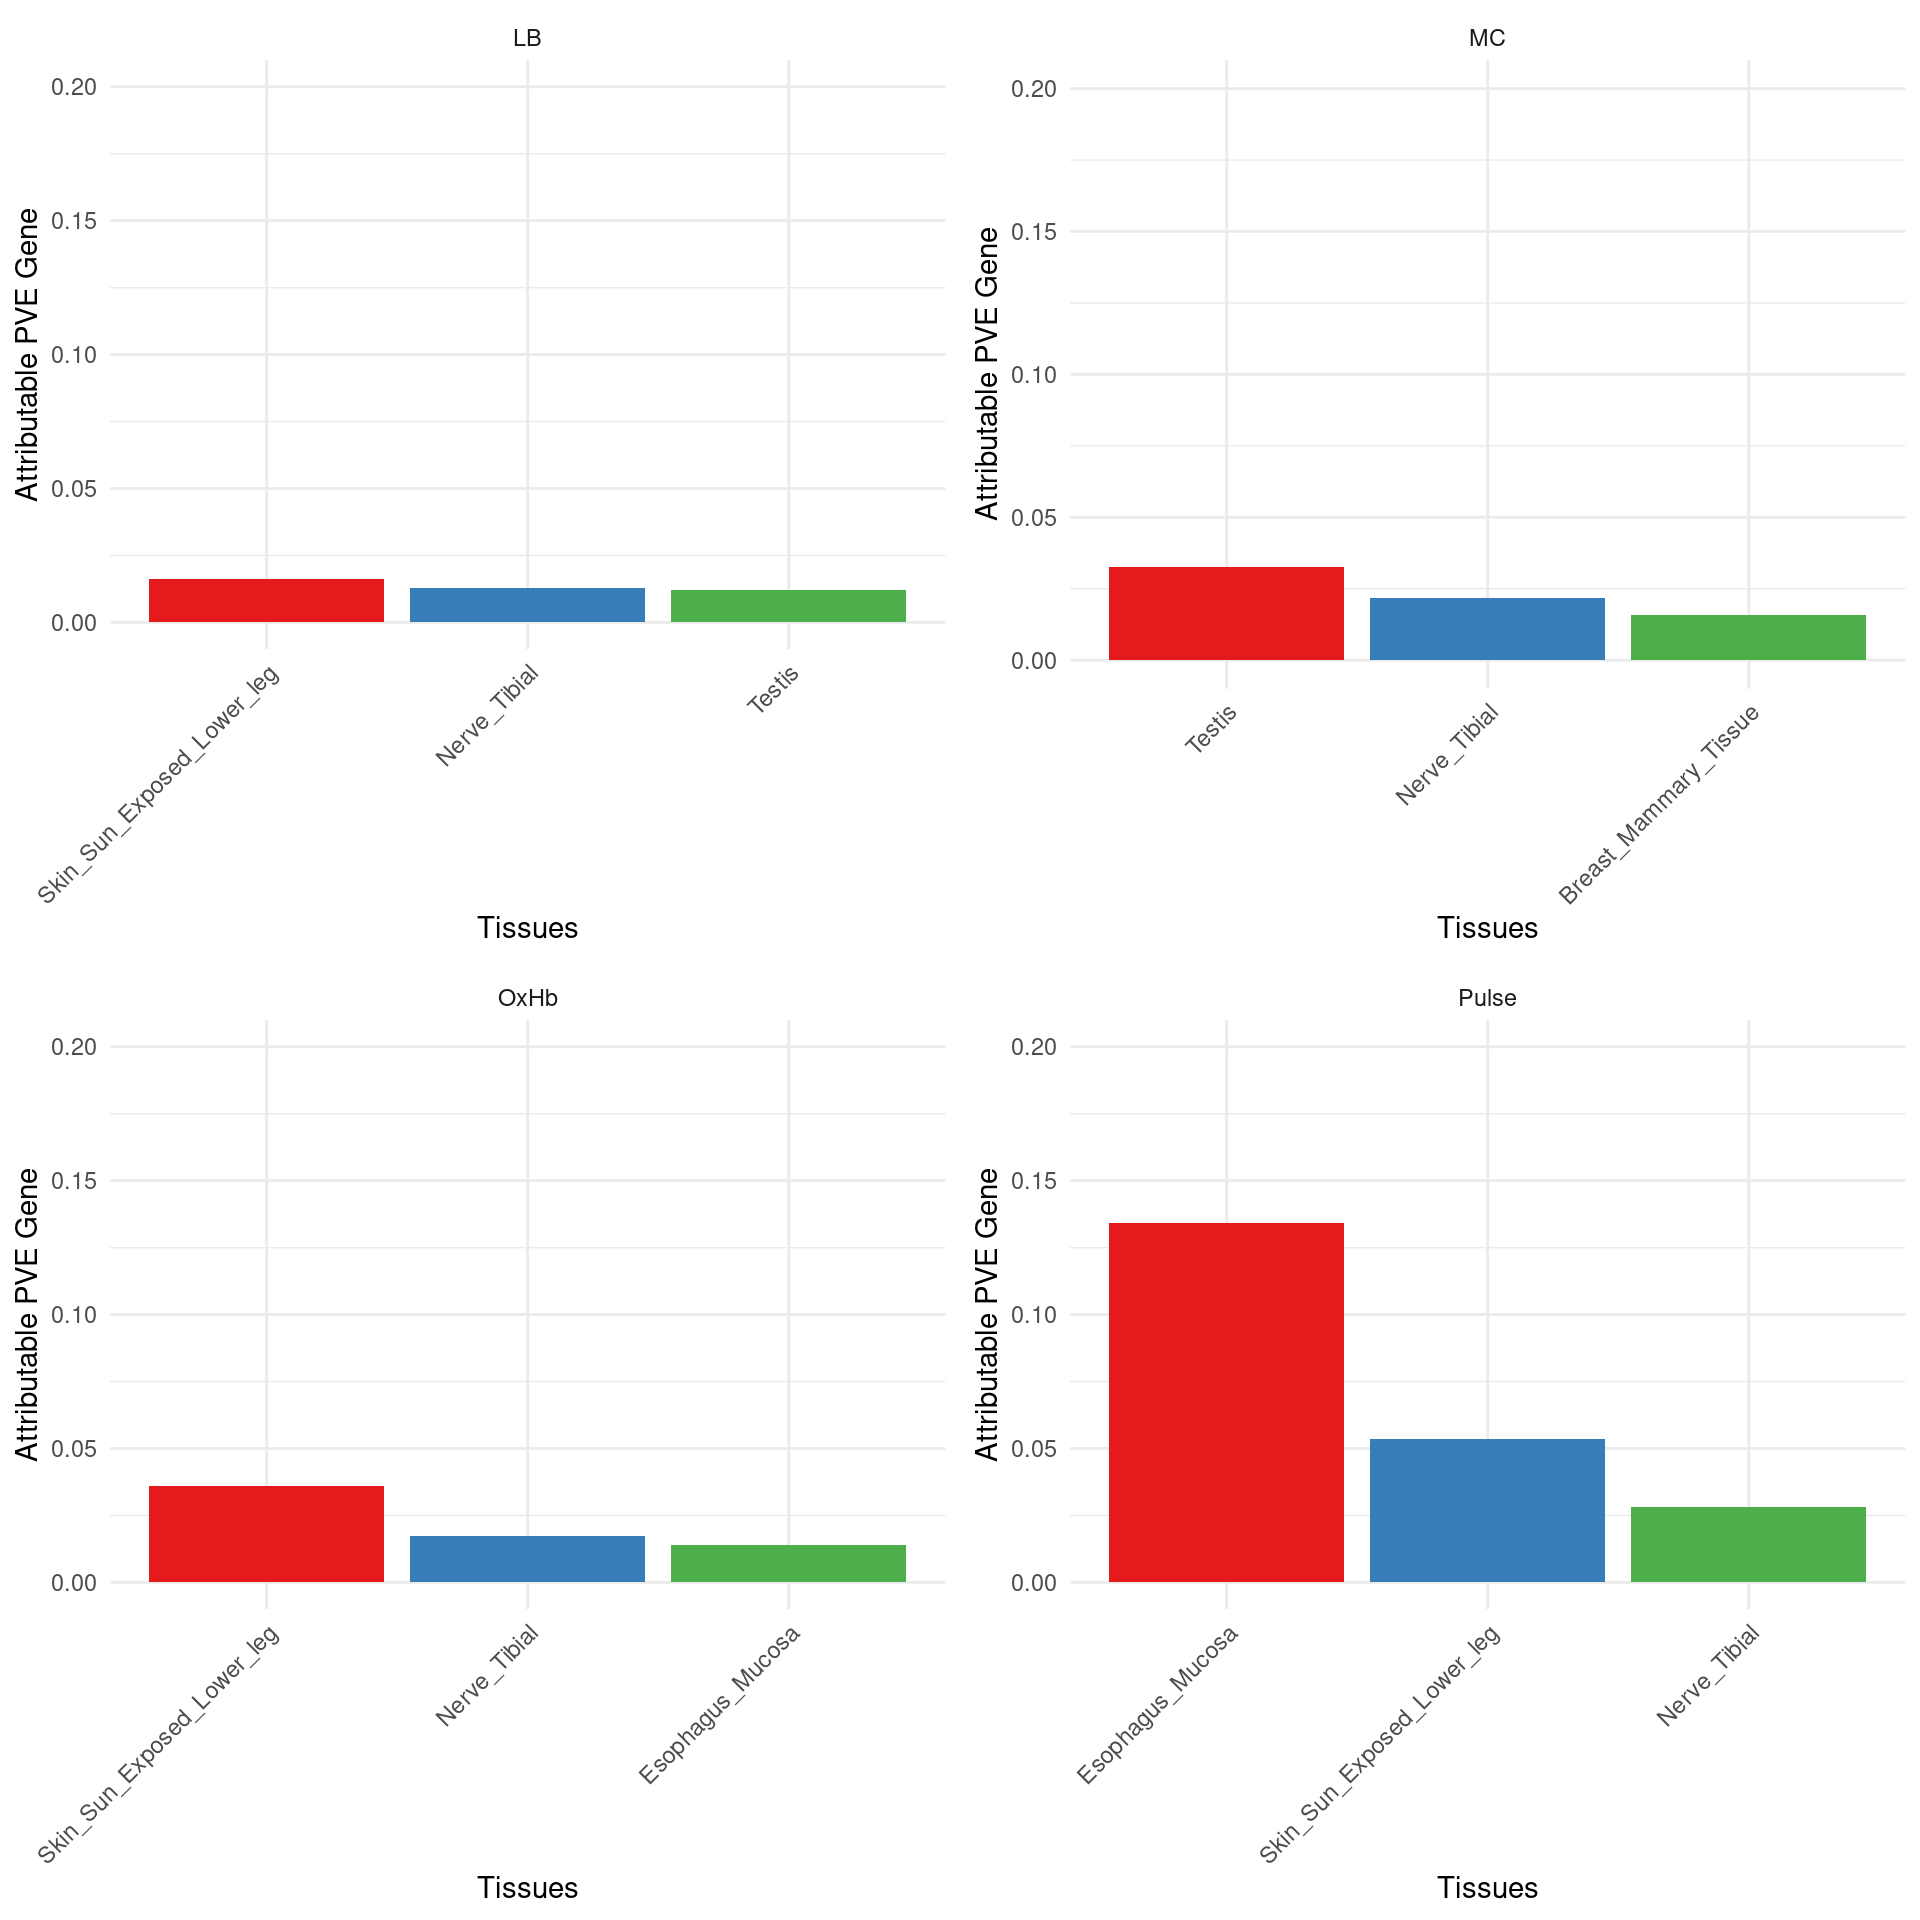 LB
0.20
0.15
0.10
0.05
0.00
Attributable PVE Gene
Skin_Sun_Exposed_Lower_leg
Nerve_Tibial
Testis
Tissues
MC
0.20
0.15
0.10
0.05
0.00
Attributable PVE Gene
Testis
Nerve_Tibial
Breast_Mammary_Tissue
Tissues
OxHb
0.20
0.15
0.10
0.05
0.00
Attributable PVE Gene
Skin_Sun_Exposed_Lower_leg
Nerve_Tibial
Esophagus_Mucosa
Tissues
Pulse
0.20
0.15
0.10
0.05
0.00
Attributable PVE Gene
Esophagus_Mucosa
Skin_Sun_Exposed_Lower_leg
Nerve_Tibial
Tissues